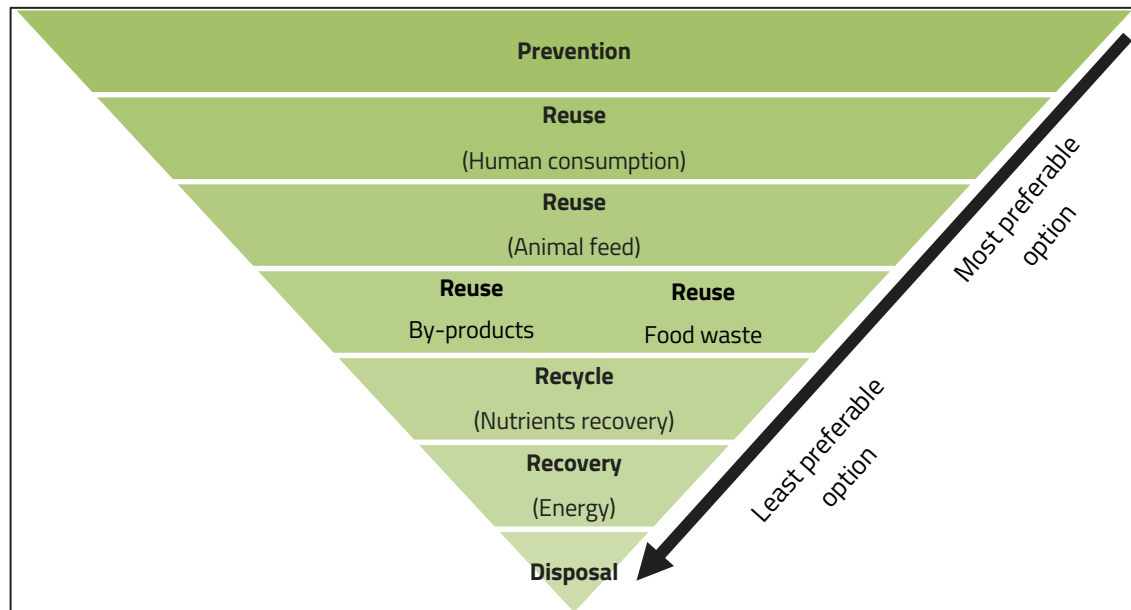 Prevention
Reuse
(Human consumption)
Reuse
(Animal feed)
Reuse
By-products
Reuse
Food waste
Recycle
(Nutrients recovery)
Recovery
(Energy)
Disposal
Most preferable
option
Least preferable
option